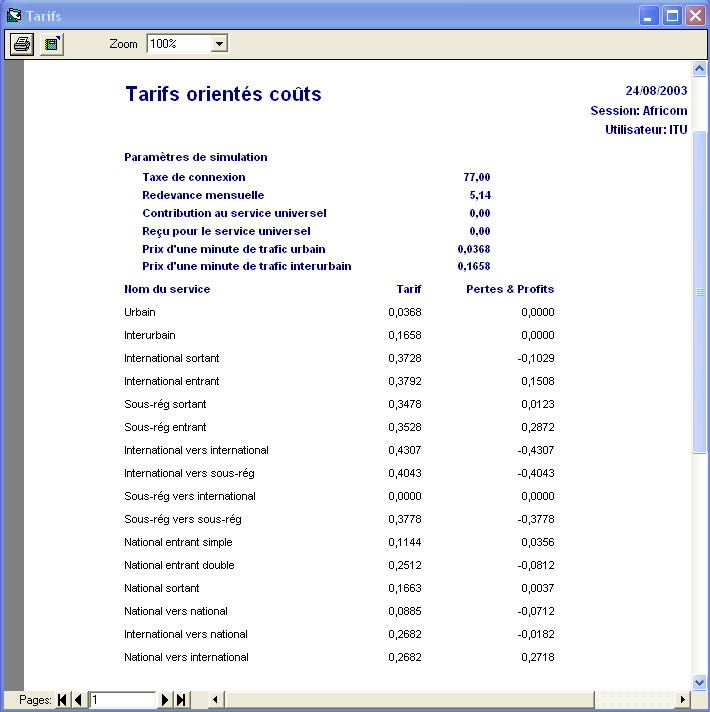 Tarifs
Zoom 100%
Tarifs orientés coûts
24/08/2003
Session: Africom
Utilisateur: ITU
Paramètres de simulation
Taxe de connexion 77,00
Redevance mensuelle 5,14
Contribution au service universel 0,00
Reçu pour le service universel 0,00
Prix d'une minute de trafic urbain 0,0368
Prix d'une minute de trafic interurbain 0,1658
Nom du service Tarif Pertes & Profits
Urbain 0,0368 0,0000
Interurbain 0,1658 0,0000
International sortant 0,3728 -0,1029
International entrant 0,3792 0,1508
Sous-rég sortant 0,3478 0,0123
Sous-rég entrant 0,3528 0,2872
International vers international 0,4307 -0,4307
International vers sous-rég 0,4043 -0,4043
Sous-rég vers international 0,0000 0,0000
Sous-rég vers sous-rég 0,3778 -0,3778
National entrant simple 0,1144 0,0356
National entrant double 0,2512 -0,0812
National sortant 0,1663 0,0037
National vers national 0,0885 -0,0712
International vers national 0,2682 -0,0182
National vers international 0,2682 0,2718
Pages: 1